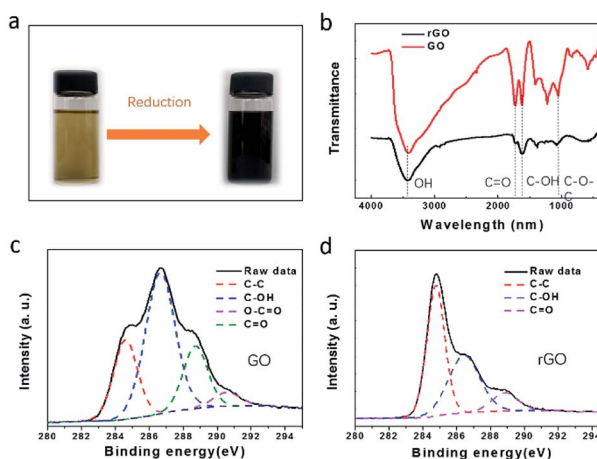 a
Reduction
b
rGO
GO
Transmittance
OH
C=O
C-OH
C-O-
C
4000 3000 2000 1000
Wavelength (nm)
c
Raw data
C-C
C-OH
O-C=O
C=O
GO
Intensity (a. u.)
280 282 284 286 288 290 292 294
Binding energy(eV)
d
Raw data
C-C
C-OH
C=O
rGO
Intensity (a. u.)
280 282 284 286 288 290 292 294
Binding energy(eV)